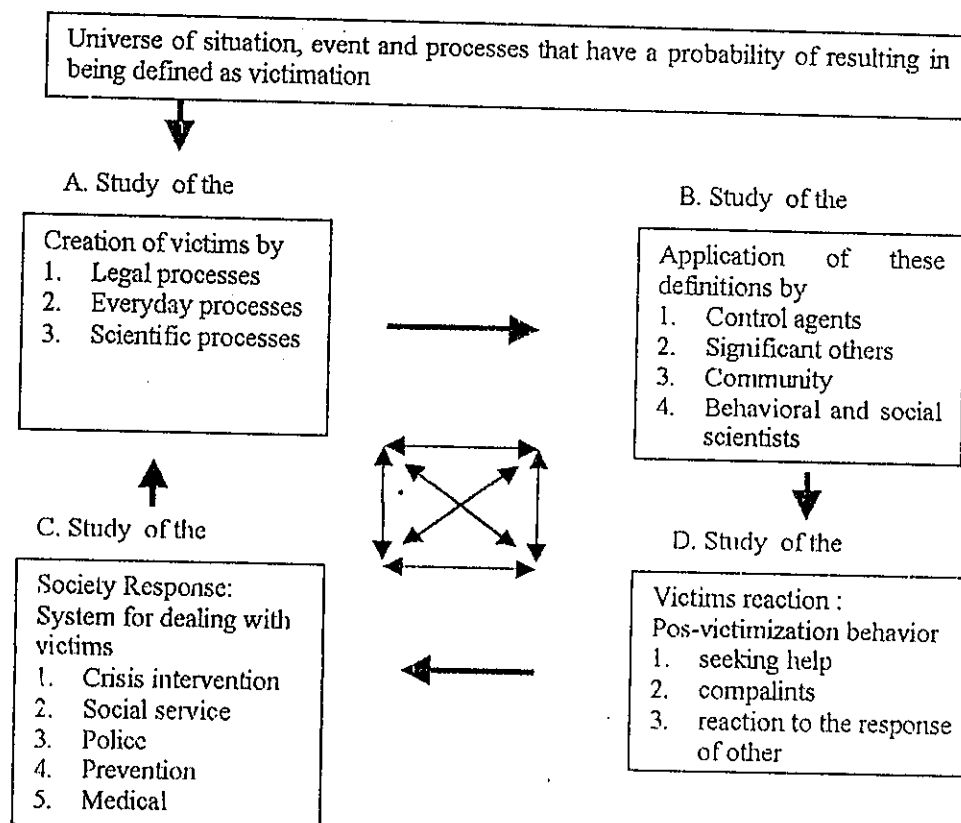 Universe of situation, event and processes that have a probability of resulting in
being defined as victimation
A. Study of the
Creation of victims by
1. Legal processes
2. Everyday processes
3. Scientific processes
B. Study of the
Application of these
definitions by
1. Control agents
2. Significant others
3. Community
4. Behavioral and social
scientists
C. Study of the
Society Response:
System for dealing with
victims
1. Crisis intervention
2. Social service
3. Police
4. Prevention
5. Medical
D. Study of the
Victims reaction :
Pos-victimization behavior
1. seeking help
2. compalints
3. reaction to the response
of other